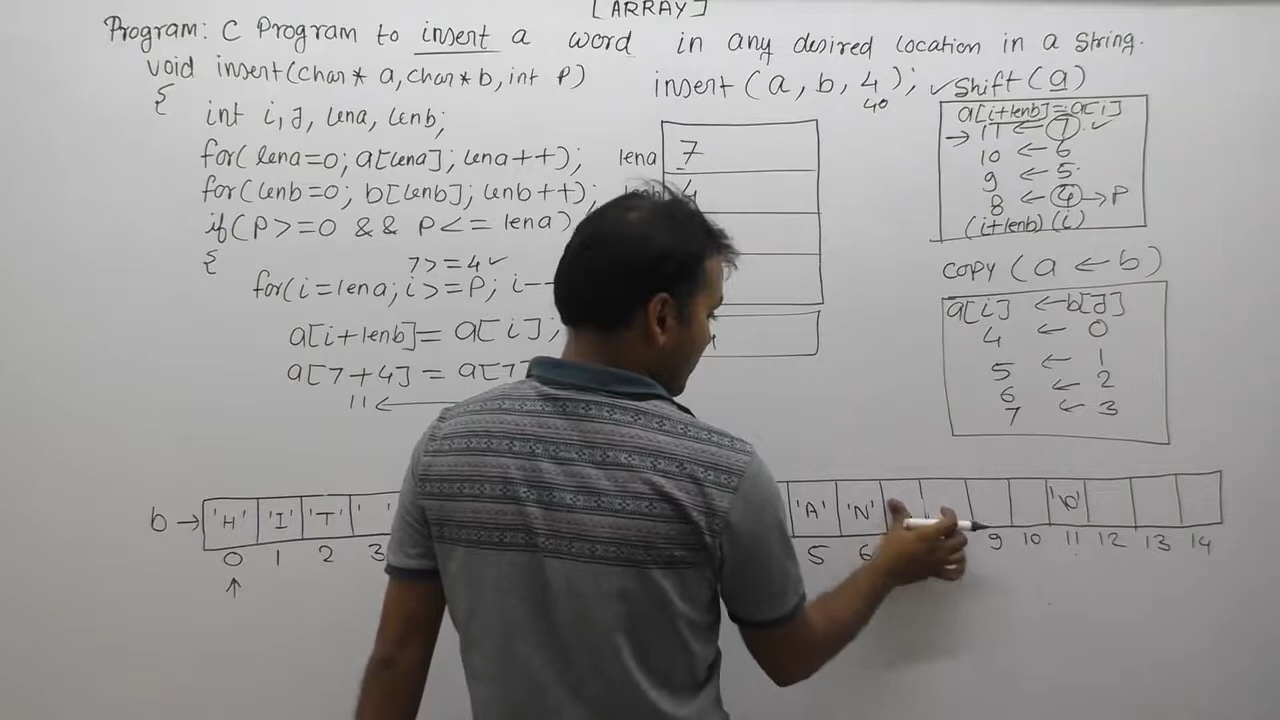 [ARRAY]
Program: C Program to insert a word in any desired location in a string.
void insert(char* a, char* b, int P)
{
int i, J, lena, lenb;
for(lena=0; a[lena]; lena++);
for(lenb=0; b[lenb]; lenb++);
if(P>=0 && P<=lena)
{
7>=4 ✓
for(i=lena; i>=P; i--
a[i+lenb]=a[i];
a[7+4]=a[7]
11 ←
insert(a, b, 4);
40
lena 7
4
✓ Shift(a)
a[i+lenb]=a[i]
→ 11 ← 7 ✓
10 ← 6
9 ← 5
8 ← 4 → P
(i+lenb) (i)
copy (a ← b)
a[i] ← b[J]
4 ← 0
5 ← 1
6 ← 2
7 ← 3
b → 'H' 'I' 'T'
0 1 2 3
↑
'A' 'N' '\0'
5 6 9 10 11 12 13 14